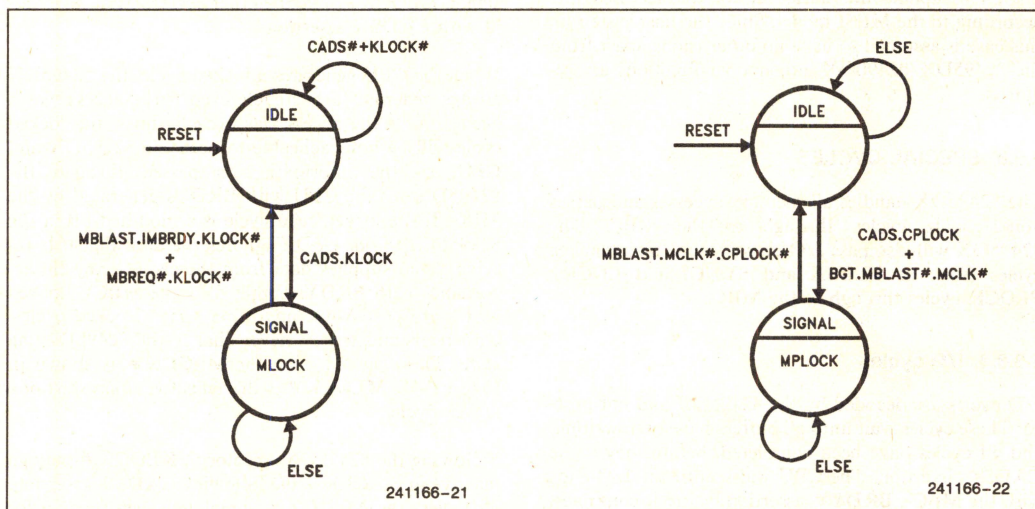 CADS#+KLOCK#
IDLE
RESET
MBLAST.IMBRDY.KLOCK#
+
MBREQ#.KLOCK#
CADS.KLOCK
SIGNAL
MLOCK
ELSE
241166-21
ELSE
IDLE
RESET
MBLAST.MCLK#.CPLOCK#
CADS.CPLOCK
+
BGT.MBLAST#.MCLK#
SIGNAL
MPLOCK
ELSE
241166-22